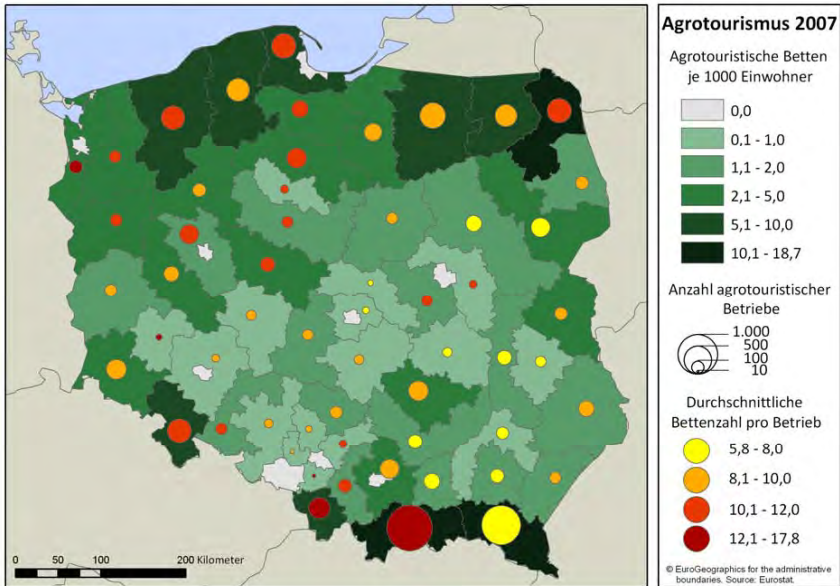 Agrotourismus 2007
Agrotouristische Betten
je 1000 Einwohner
0,0
0,1 - 1,0
1,1 - 2,0
2,1 - 5,0
5,1 - 10,0
10,1 - 18,7
Anzahl agrotouristischer
Betriebe
1.000
500
100
10
Durchschnittliche
Bettenzahl pro Betrieb
5,8 - 8,0
8,1 - 10,0
10,1 - 12,0
12,1 - 17,8
© EuroGeographics for the administrative
boundaries. Source: Eurostat.
0 25 50 100 150 200 Kilometer